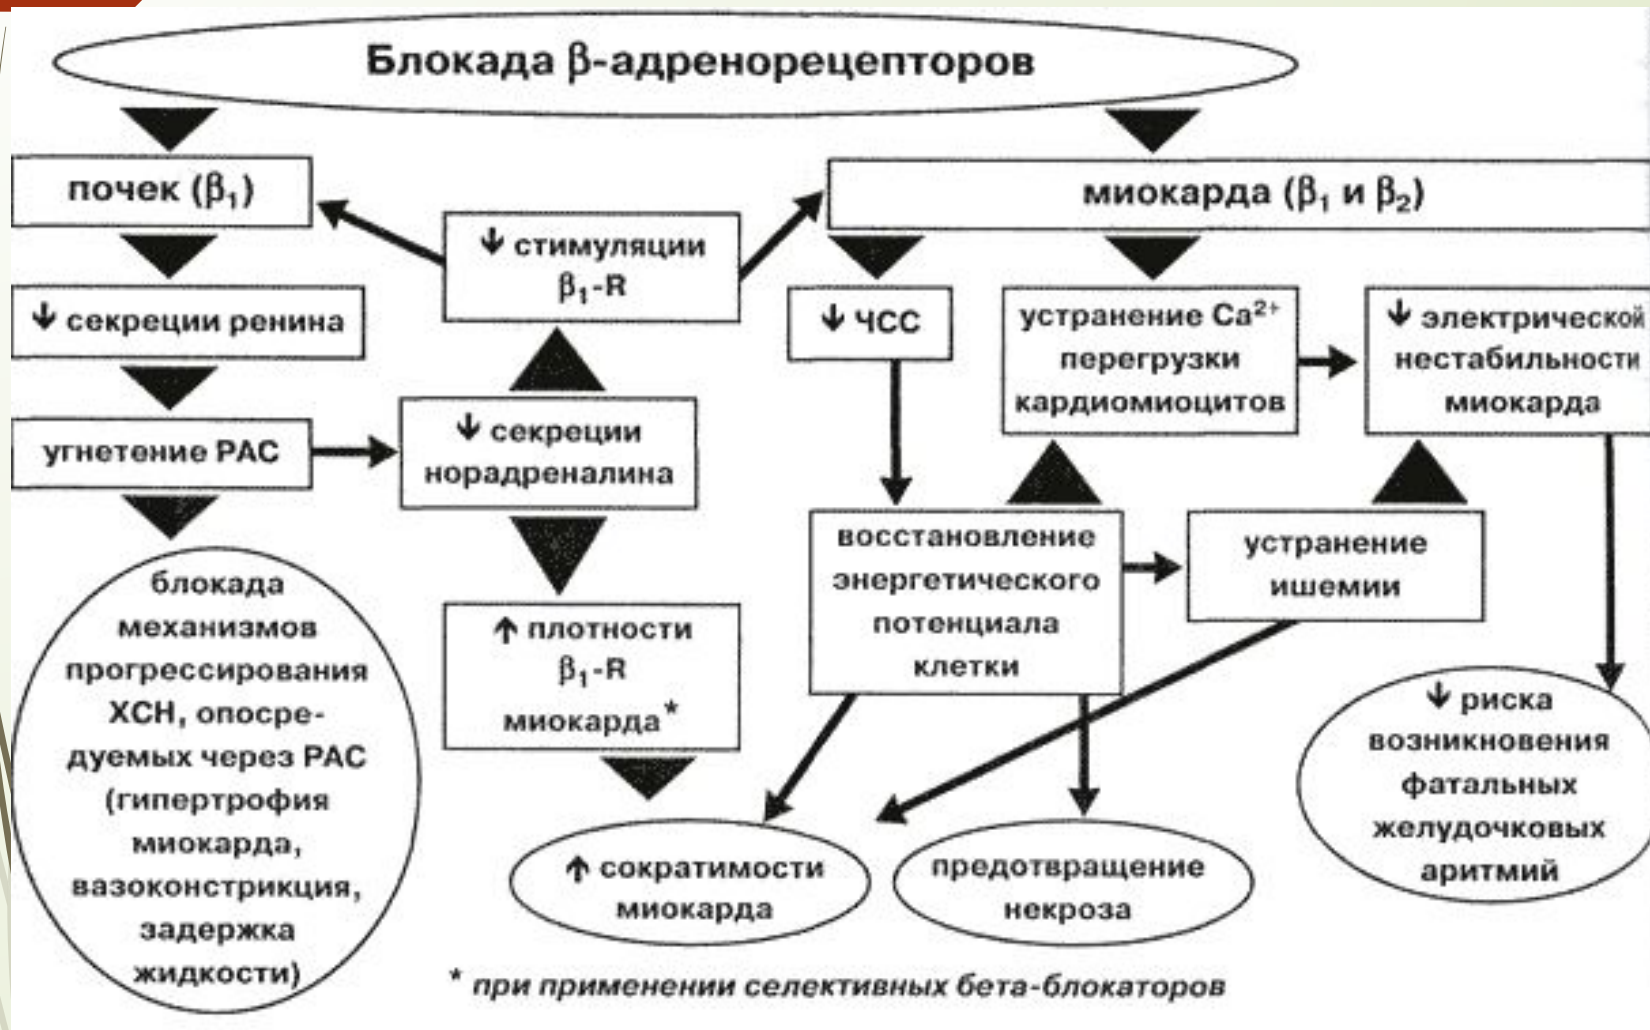 Блокада β-адренорецепторов
почек (β₁)
миокарда (β₁ и β₂)
↓ стимуляции
β₁-R
↓ секреции ренина
↓ ЧСС
устранение Ca²⁺
перегрузки
кардиомиоцитов
↓ электрической
нестабильности
миокарда
угнетение РАС
↓ секреции
норадреналина
восстановление
энергетического
потенциала
клетки
устранение
ишемии
блокада
механизмов
прогрессирования
ХСН, опосре-
дуемых через РАС
(гипертрофия
миокарда,
вазоконстрикция,
задержка
жидкости)
↑ плотности
β₁-R
миокарда*
↓ риска
возникновения
фатальных
желудочковых
аритмий
↑ сократимости
миокарда
предотвращение
некроза
* при применении селективных бета-блокаторов